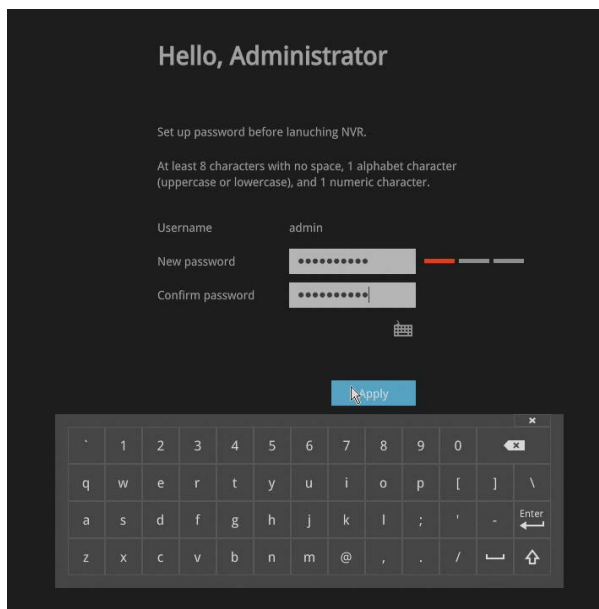 Hello, Administrator
Set up password before lanuching NVR.
At least 8 characters with no space, 1 alphabet character
(uppercase or lowercase), and 1 numeric character.
Username admin
New password ••••••••••
Confirm password ••••••••••
Apply
` 1 2 3 4 5 6 7 8 9 0
q w e r t y u i o p [ ] \
a s d f g h j k l ; ' - Enter
z x c v b n m @ , . /